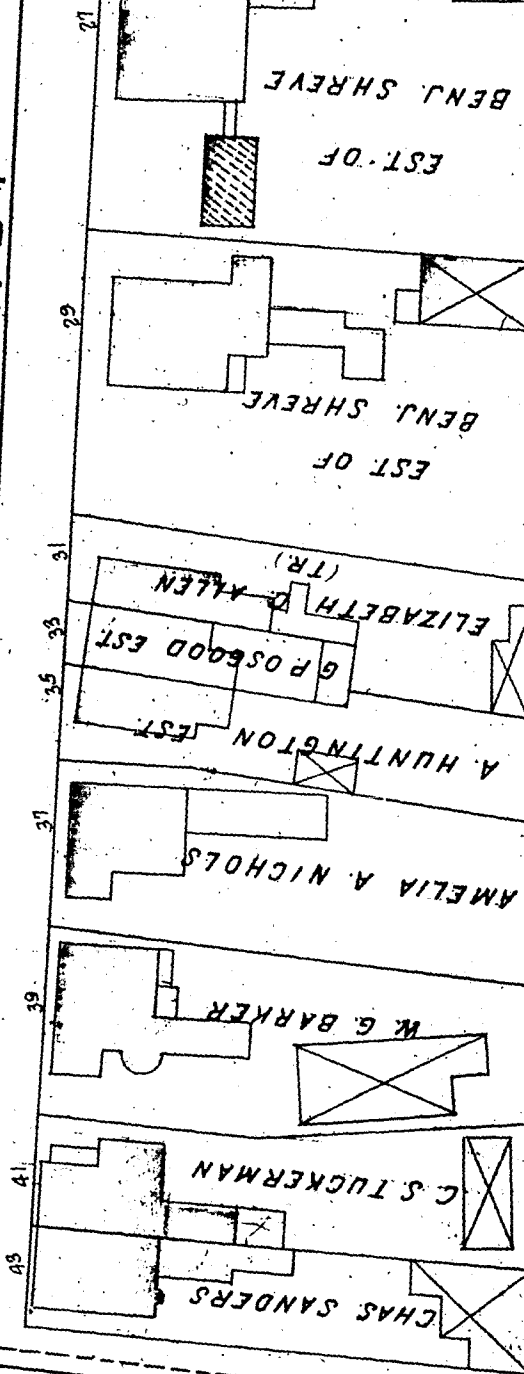 27
BENJ. SHREVE
EST. OF
29
BENJ. SHREVE
EST. OF
31
ELIZABETH O. ALLEN
(TR.)
33
G P OSGOOD EST.
35
A. HUNTINGTON EST.
37
AMELIA A. NICHOLS
39
W. G. BARKER
41
C. S. TUCKERMAN
43
CHAS. SANDERS